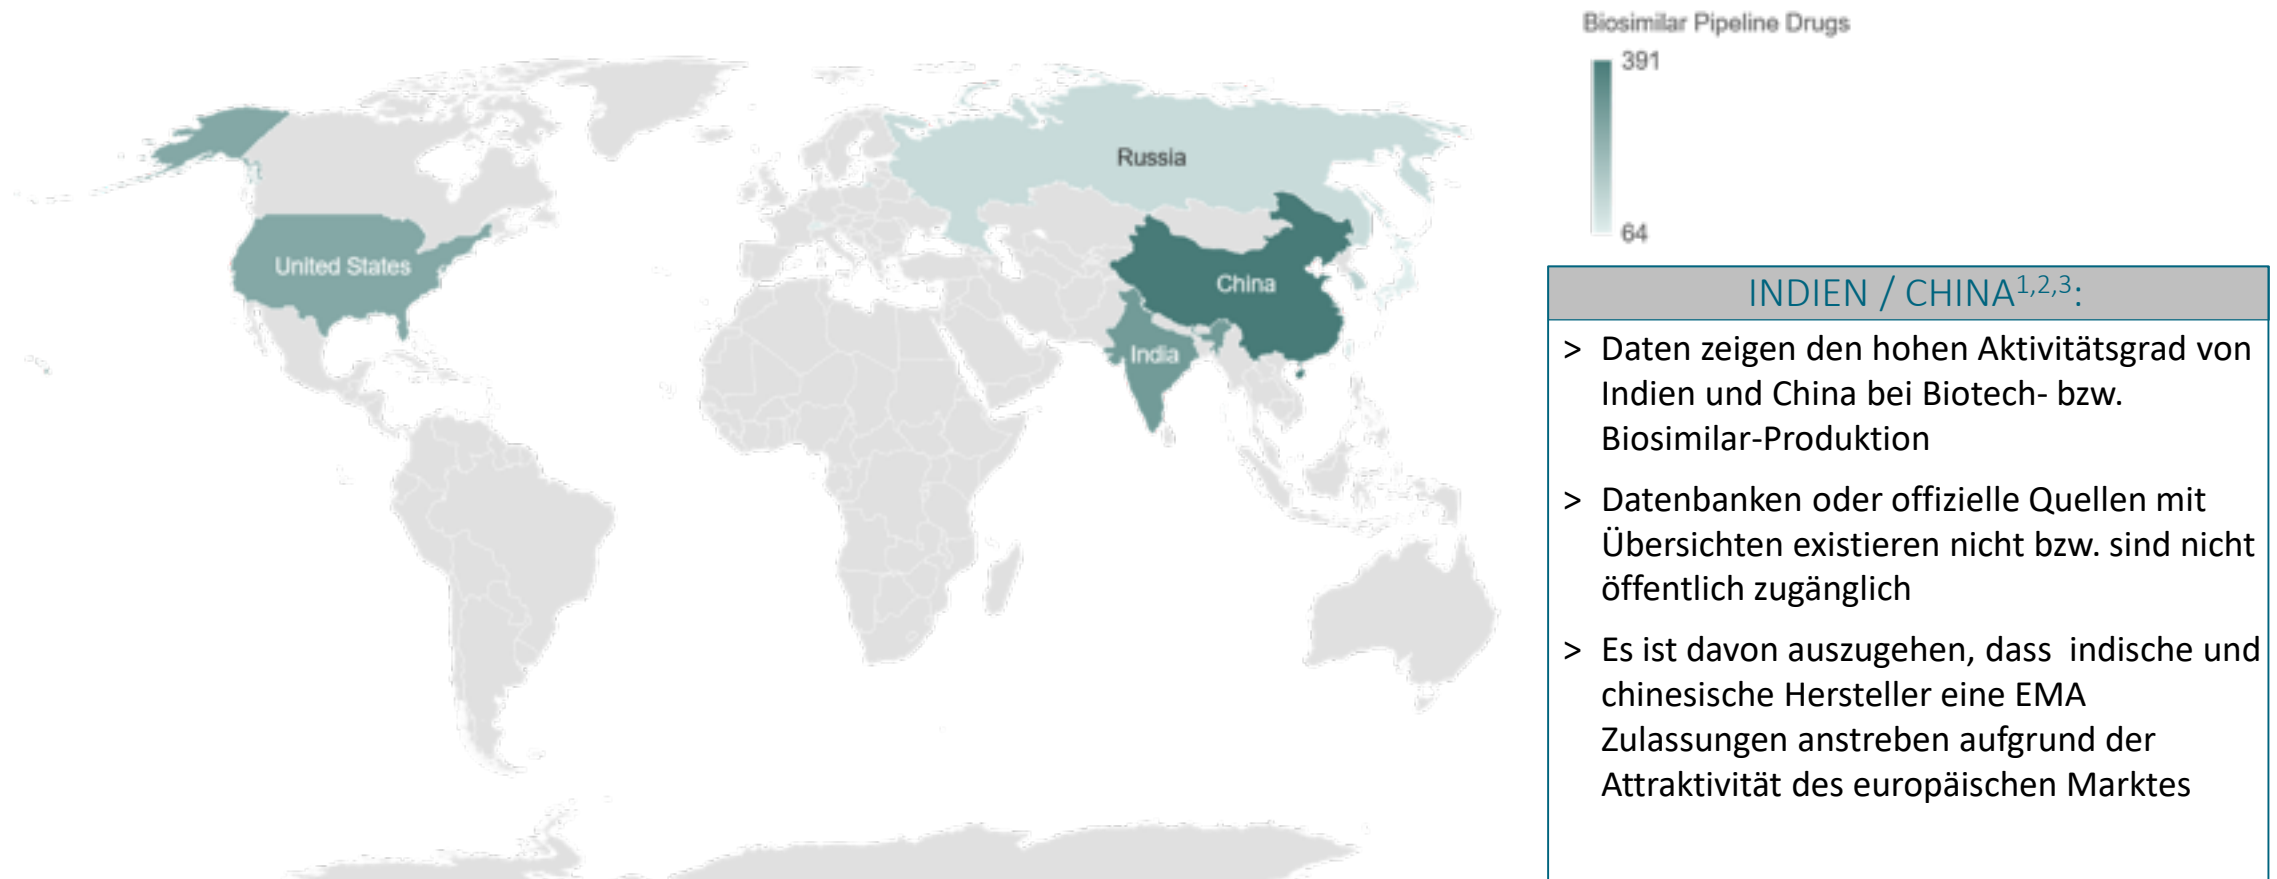 Biosimilar Pipeline Drugs
391
64
Russia
United States
China
India
INDIEN / CHINA1,2,3:
> Daten zeigen den hohen Aktivitätsgrad von
Indien und China bei Biotech- bzw.
Biosimilar-Produktion
> Datenbanken oder offizielle Quellen mit
Übersichten existieren nicht bzw. sind nicht
öffentlich zugänglich
> Es ist davon auszugehen, dass  indische und
chinesische Hersteller eine EMA
Zulassungen anstreben aufgrund der
Attraktivität des europäischen Marktes